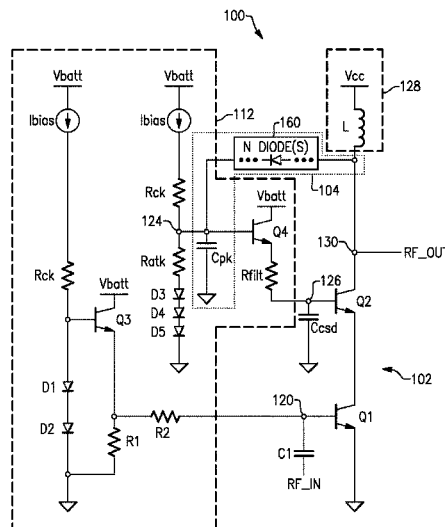 100
Vbatt
Vbatt
Vcc
128
Ibias
Ibias
112
160
L
N DIODE(S)
104
Rck
124
Vbatt
Q4
130
RF_OUT
Rck
Ratk
Cpk
Rfilt
126
Vbatt
D3
D4
D5
Q2
Q3
Ccsd
102
D1
120
D2
R1
R2
Q1
C1
RF_IN